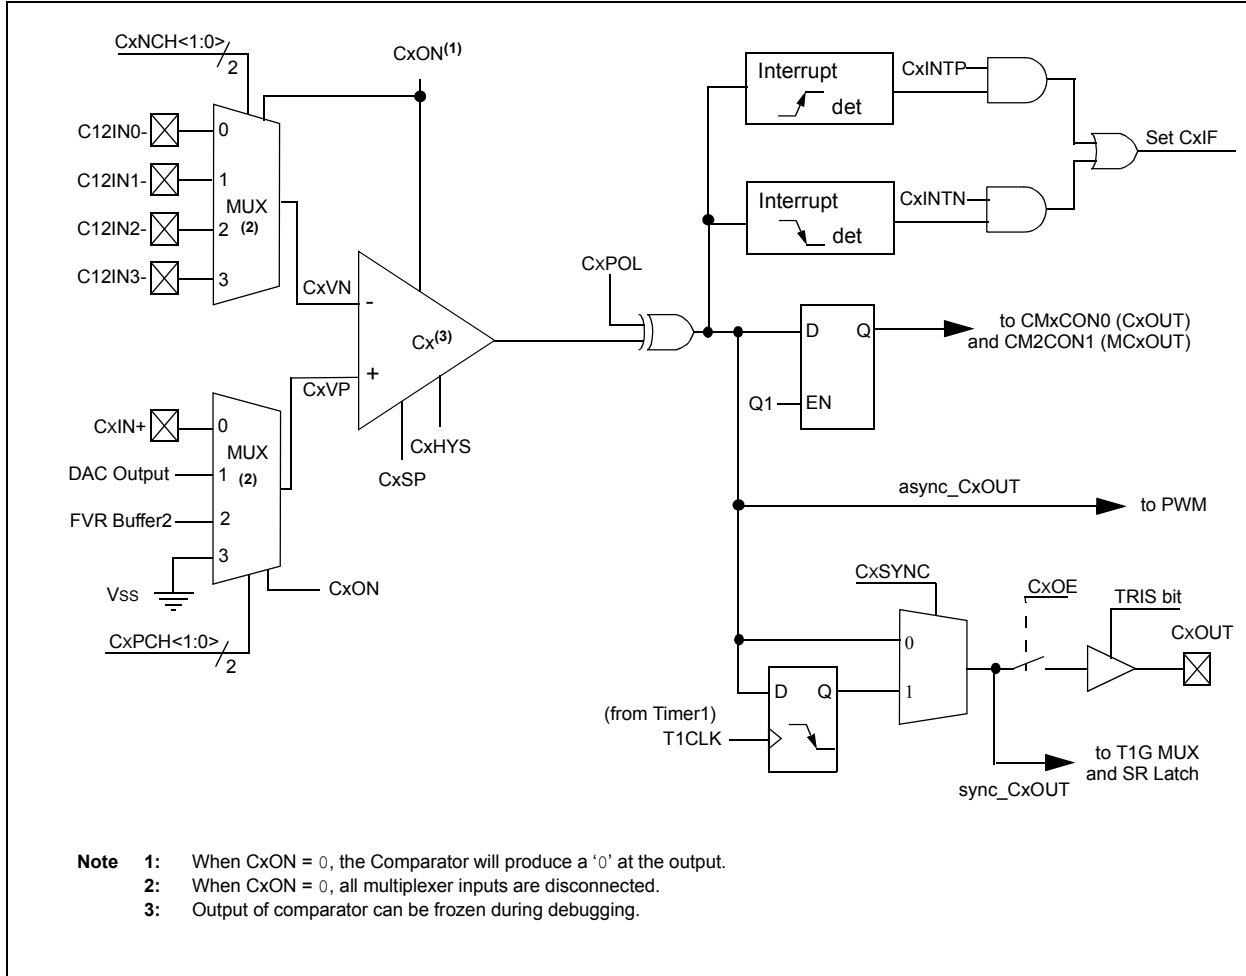 CxNCH<1:0>
2
CxON(1)
C12IN0-
0
C12IN1-
1
MUX
(2)
C12IN2-
2
C12IN3-
3
CxVN
-
Cx(3)
+
CxVP
CxHYS
CxSP
CxIN+
0
MUX
(2)
DAC Output
1
FVR Buffer2
2
3
VSS
CxON
CxPCH<1:0>
2
CxPOL
Interrupt
det
CxINTP
Interrupt
det
CxINTN
Set CxIF
D
Q
Q1
EN
to CMxCON0 (CxOUT)
and CM2CON1 (MCxOUT)
async_CxOUT
to PWM
CxSYNC
0
1
D
Q
(from Timer1)
T1CLK
CxOE
TRIS bit
CxOUT
to T1G MUX
and SR Latch
sync_CxOUT
Note 1: When CxON = 0, the Comparator will produce a ‘0’ at the output.
2: When CxON = 0, all multiplexer inputs are disconnected.
3: Output of comparator can be frozen during debugging.